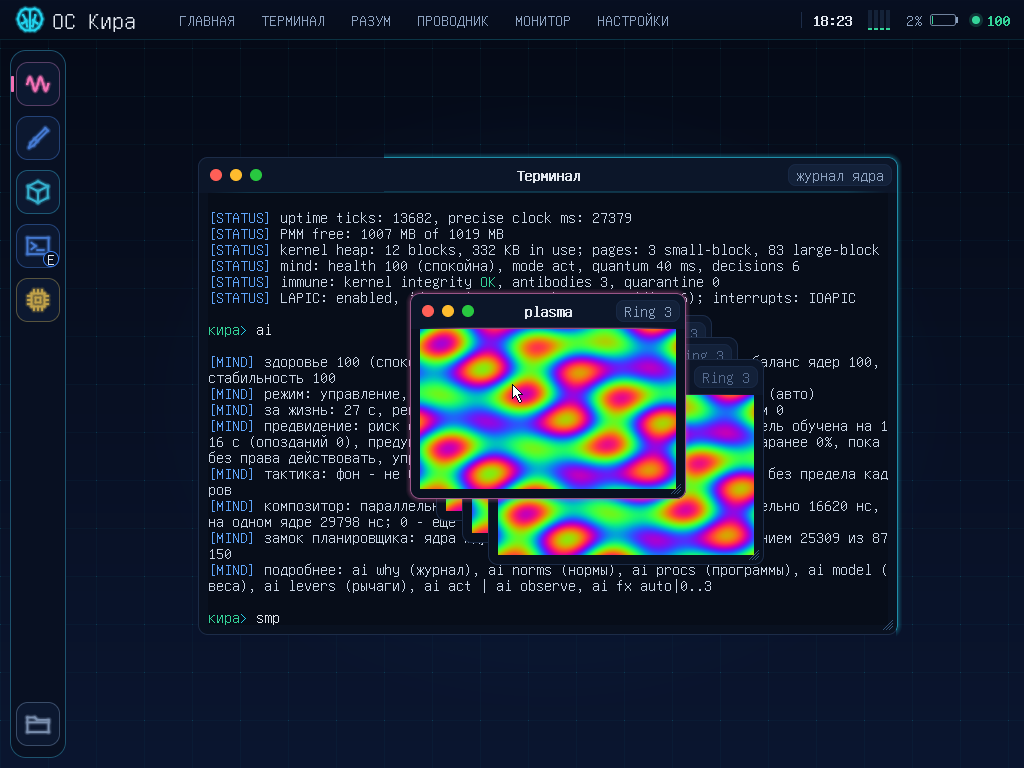 ОС Кира
ГЛАВНАЯ ТЕРМИНАЛ РАЗУМ ПРОВОДНИК МОНИТОР НАСТРОЙКИ
18:23 2% 100
E
Терминал журнал ядра
[STATUS] uptime ticks: 13682, precise clock ms: 27379
[STATUS] PMM free: 1007 MB of 1019 MB
[STATUS] kernel heap: 12 blocks, 332 KB in use; pages: 3 small-block, 83 large-block
[STATUS] mind: health 100 (спокойна), mode act, quantum 40 ms, decisions 6
[STATUS] immune: kernel integrity OK, antibodies 3, quarantine 0
[STATUS] LAPIC: enabled, ); interrupts: IOAPIC
plasma Ring 3
3
ing 3
Ring 3
кира> ai
[MIND] здоровье 100 баланс ядер 100,
стабильность 100
[MIND] режим: управление, (авто)
[MIND] за жизнь: 27 с, 0
[MIND] предвидение: риск обучена на 1
16 с (опозданий 0), 0%, пока
без права действовать,
[MIND] тактика: фон - не без предела кад
ров
[MIND] композитор: 16620 нс,
на одном ядре 29798 нс; 0 - еще
[MIND] замок планировщика: ядра 25309 из 87
150
[MIND] подробнее: ai why (журнал), ai norms (нормы), ai procs (программы), ai model (
веса), ai levers (рычаги), ai act | ai observe, ai fx auto|0..3
кира> smp